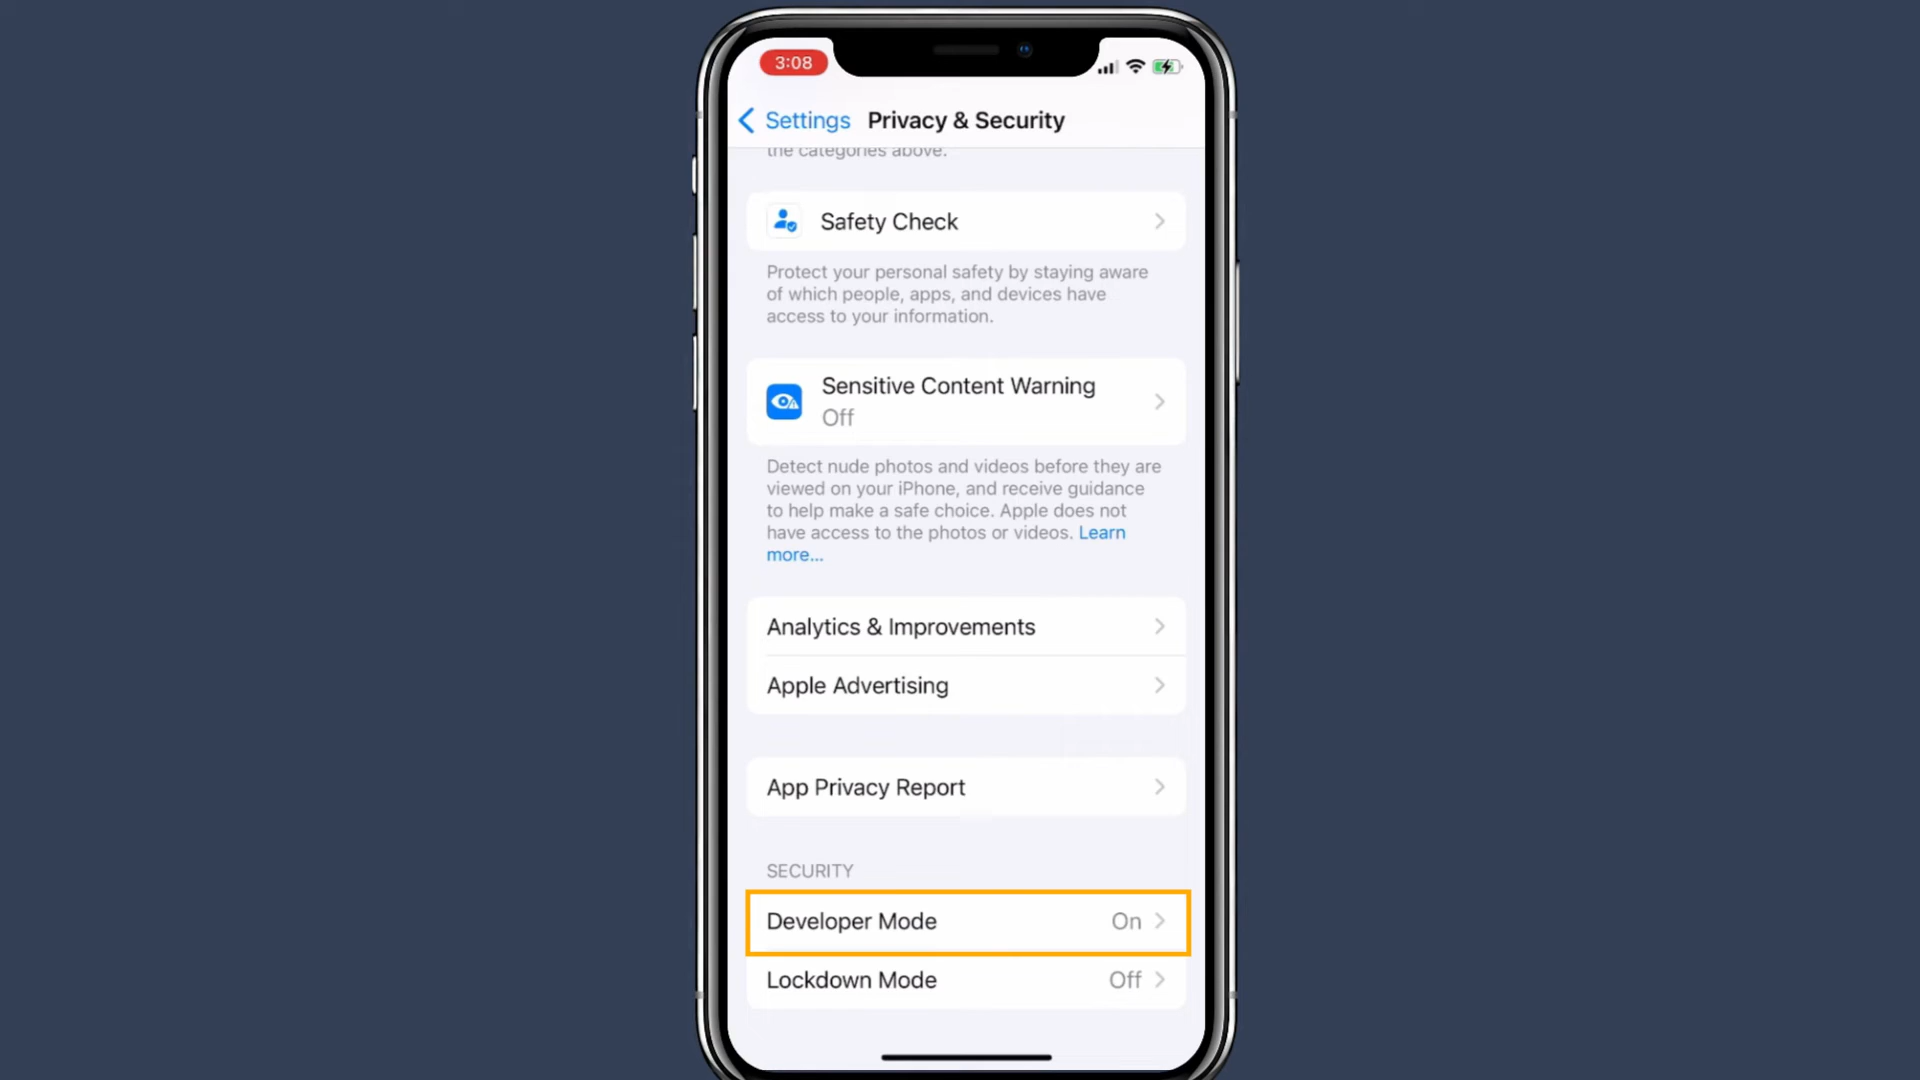 3:08
Settings Privacy & Security
the categories above.
Safety Check
Protect your personal safety by staying aware
of which people, apps, and devices have
access to your information.
Sensitive Content Warning
Off
Detect nude photos and videos before they are
viewed on your iPhone, and receive guidance
to help make a safe choice. Apple does not
have access to the photos or videos. Learn
more...
Analytics & Improvements
Apple Advertising
App Privacy Report
SECURITY
Developer Mode On
Lockdown Mode Off